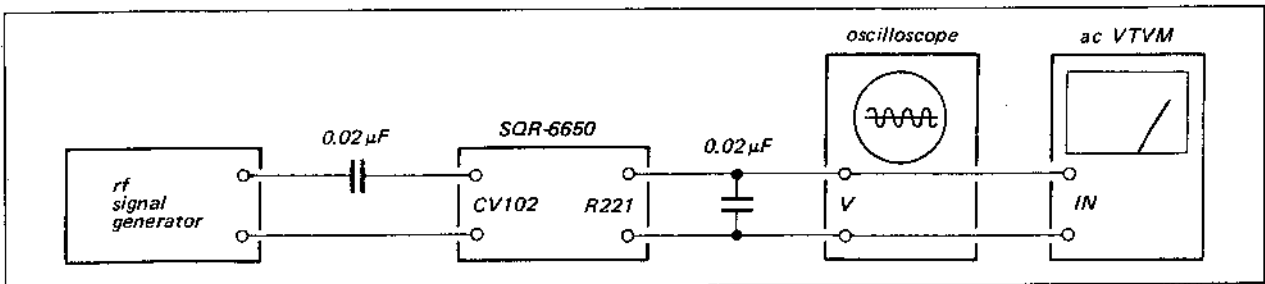 oscilloscope
ac VTVM
0.02 μF
SQR-6650
0.02 μF
rf
signal
generator
CV102
R221
V
IN